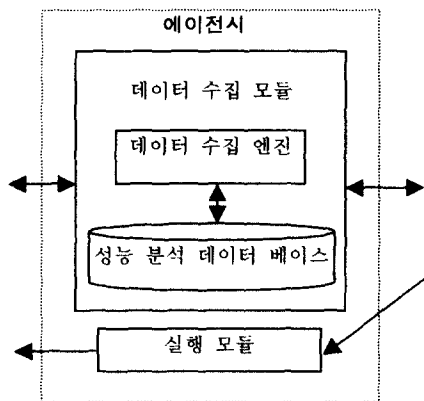 에이전시
데이터 수집 모듈
데이터 수집 엔진
성능 분석 데이터 베이스
실행 모듈